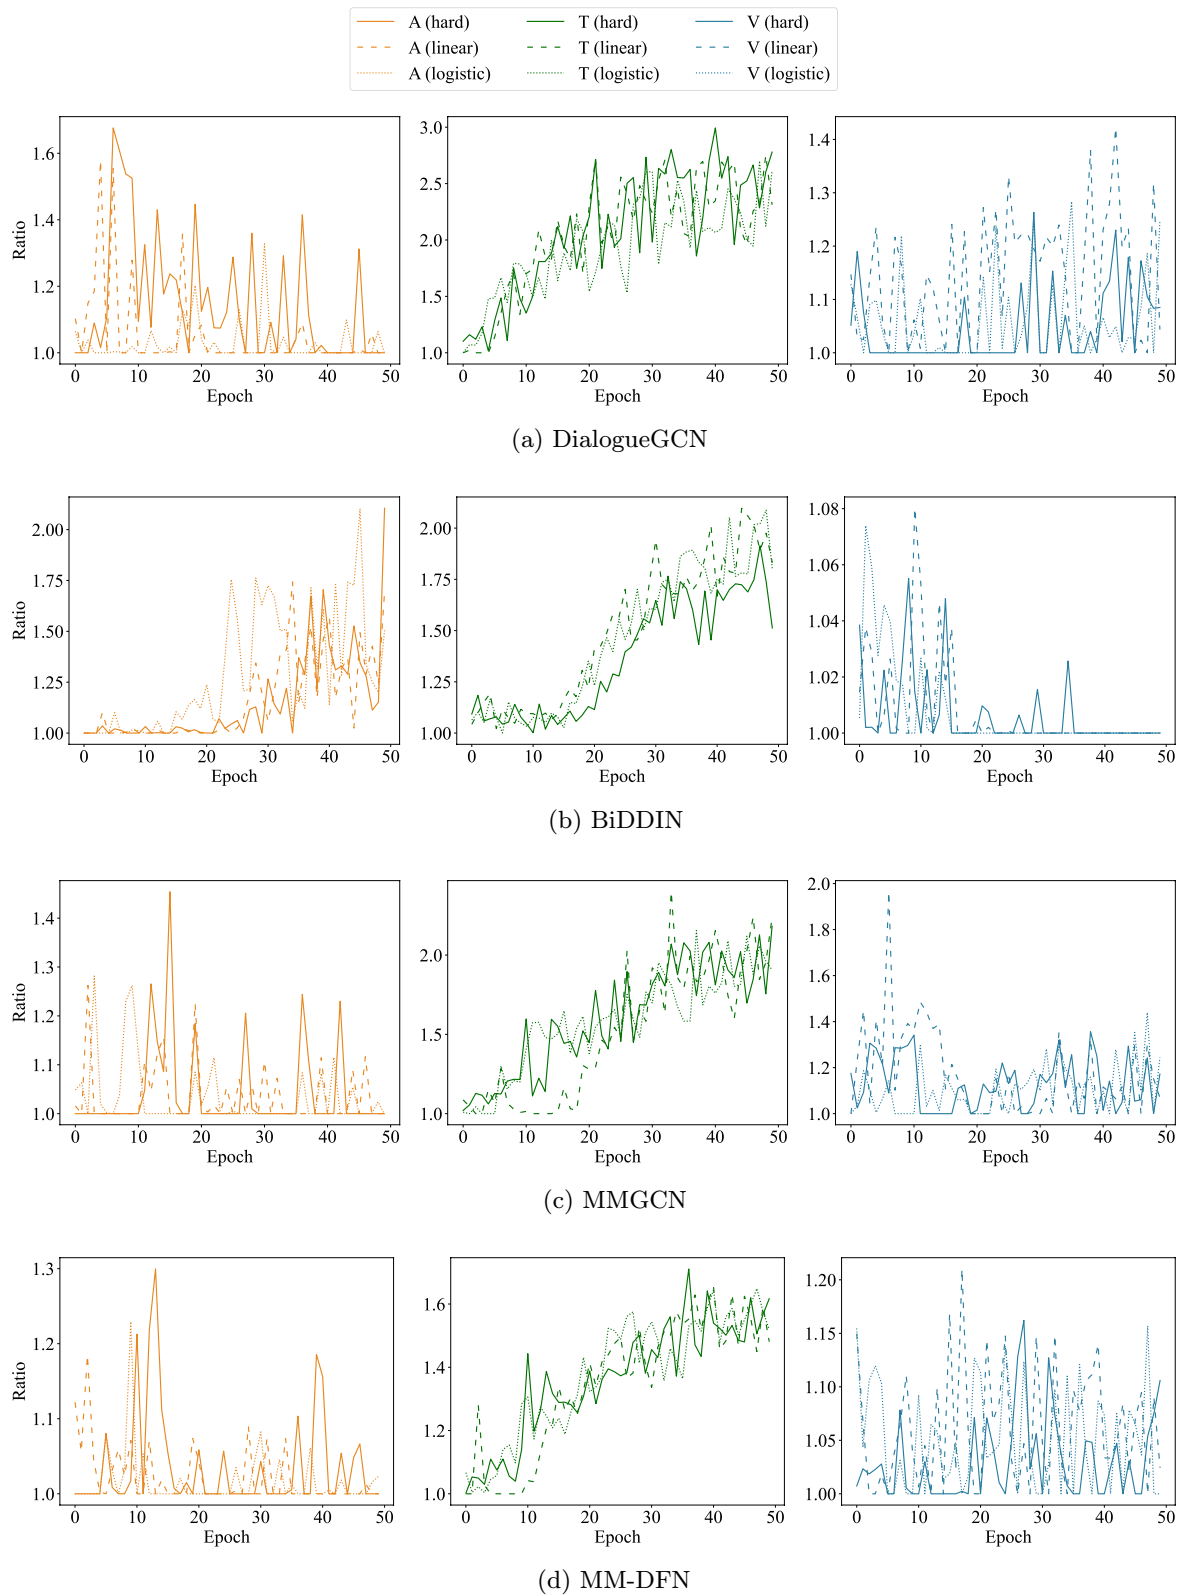 A (hard) T (hard) V (hard)
A (linear) T (linear) V (linear)
A (logistic) T (logistic) V (logistic)
Ratio
1.6
1.4
1.2
1.0
0 10 20 30 40 50
Epoch
3.0
2.5
2.0
1.5
1.0
0 10 20 30 40 50
Epoch
1.4
1.3
1.2
1.1
1.0
0 10 20 30 40 50
Epoch
(a) DialogueGCN
Ratio
2.00
1.75
1.50
1.25
1.00
0 10 20 30 40 50
Epoch
2.00
1.75
1.50
1.25
1.00
0 10 20 30 40 50
Epoch
1.08
1.06
1.04
1.02
1.00
0 10 20 30 40 50
Epoch
(b) BiDDIN
Ratio
1.4
1.3
1.2
1.1
1.0
0 10 20 30 40 50
Epoch
2.0
1.5
1.0
0 10 20 30 40 50
Epoch
2.0
1.8
1.6
1.4
1.2
1.0
0 10 20 30 40 50
Epoch
(c) MMGCN
Ratio
1.3
1.2
1.1
1.0
0 10 20 30 40 50
Epoch
1.6
1.4
1.2
1.0
0 10 20 30 40 50
Epoch
1.20
1.15
1.10
1.05
1.00
0 10 20 30 40 50
Epoch
(d) MM-DFN